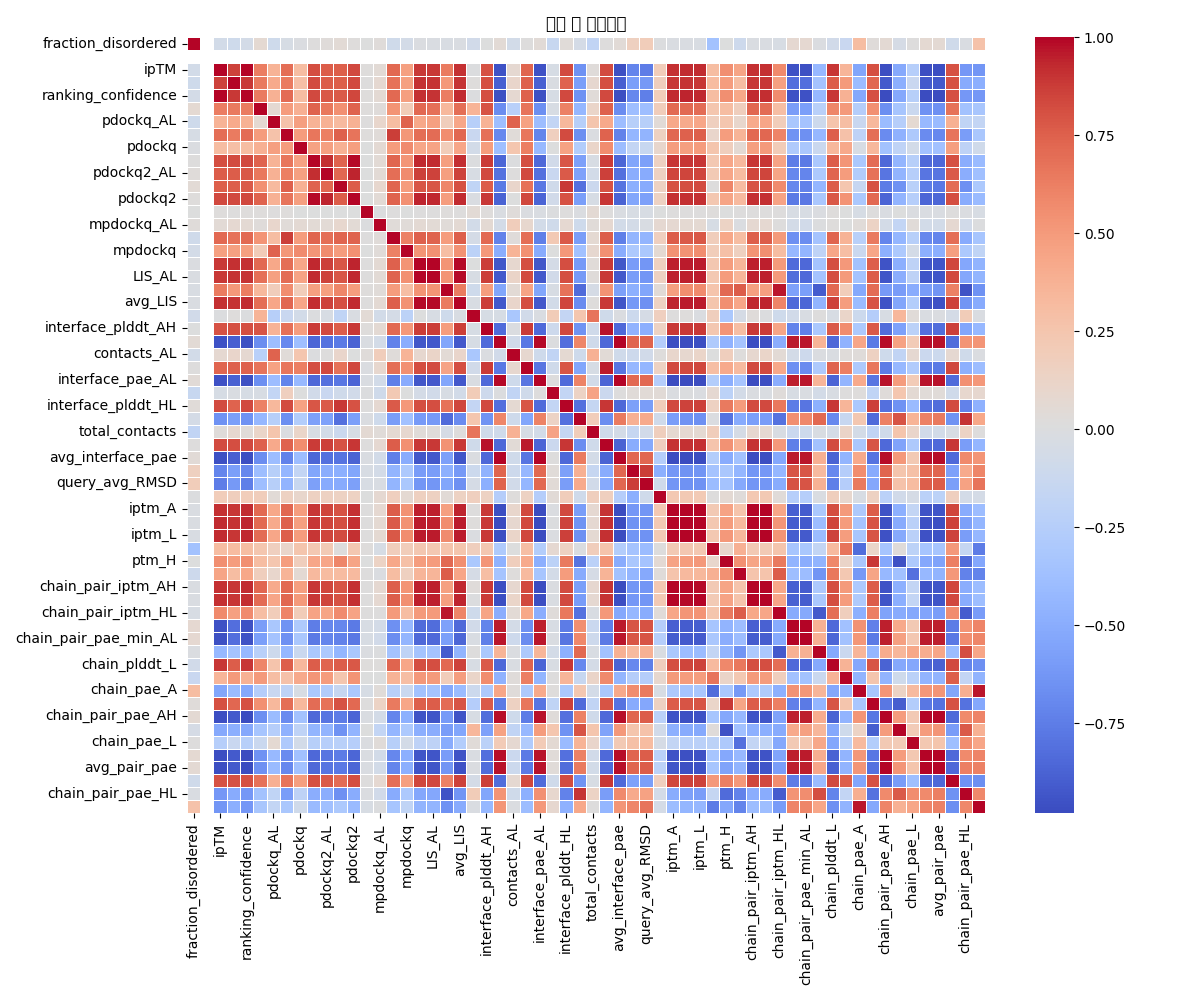 fraction_disordered
ipTM
ranking_confidence
pdockq_AL
pdockq
pdockq2_AL
pdockq2
mpdockq_AL
mpdockq
LIS_AL
avg_LIS
interface_plddt_AH
contacts_AL
interface_pae_AL
interface_plddt_HL
total_contacts
avg_interface_pae
query_avg_RMSD
iptm_A
iptm_L
ptm_H
chain_pair_iptm_AH
chain_pair_iptm_HL
chain_pair_pae_min_AL
chain_plddt_L
chain_pae_A
chain_pair_pae_AH
chain_pae_L
avg_pair_pae
chain_pair_pae_HL
fraction_disordered
ipTM
ranking_confidence
pdockq_AL
pdockq
pdockq2_AL
pdockq2
mpdockq_AL
mpdockq
LIS_AL
avg_LIS
interface_plddt_AH
contacts_AL
interface_pae_AL
interface_plddt_HL
total_contacts
avg_interface_pae
query_avg_RMSD
iptm_A
iptm_L
ptm_H
chain_pair_iptm_AH
chain_pair_iptm_HL
chain_pair_pae_min_AL
chain_plddt_L
chain_pae_A
chain_pair_pae_AH
chain_pae_L
avg_pair_pae
chain_pair_pae_HL
1.00
0.75
0.50
0.25
0.00
−0.25
−0.50
−0.75